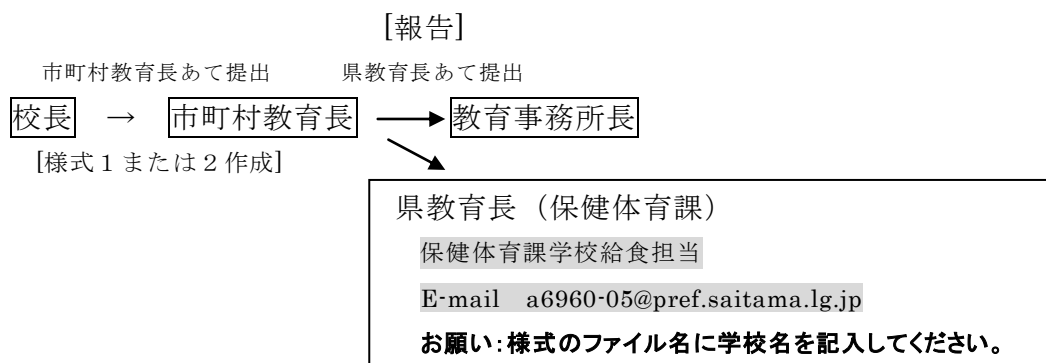 [報告]
市町村教育長あて提出　　県教育長あて提出
校長　→　市町村教育長　→　教育事務所長
[様式１または２作成]
県教育長（保健体育課）
保健体育課学校給食担当
E-mail　a6960-05@pref.saitama.lg.jp
お願い：様式のファイル名に学校名を記入してください。